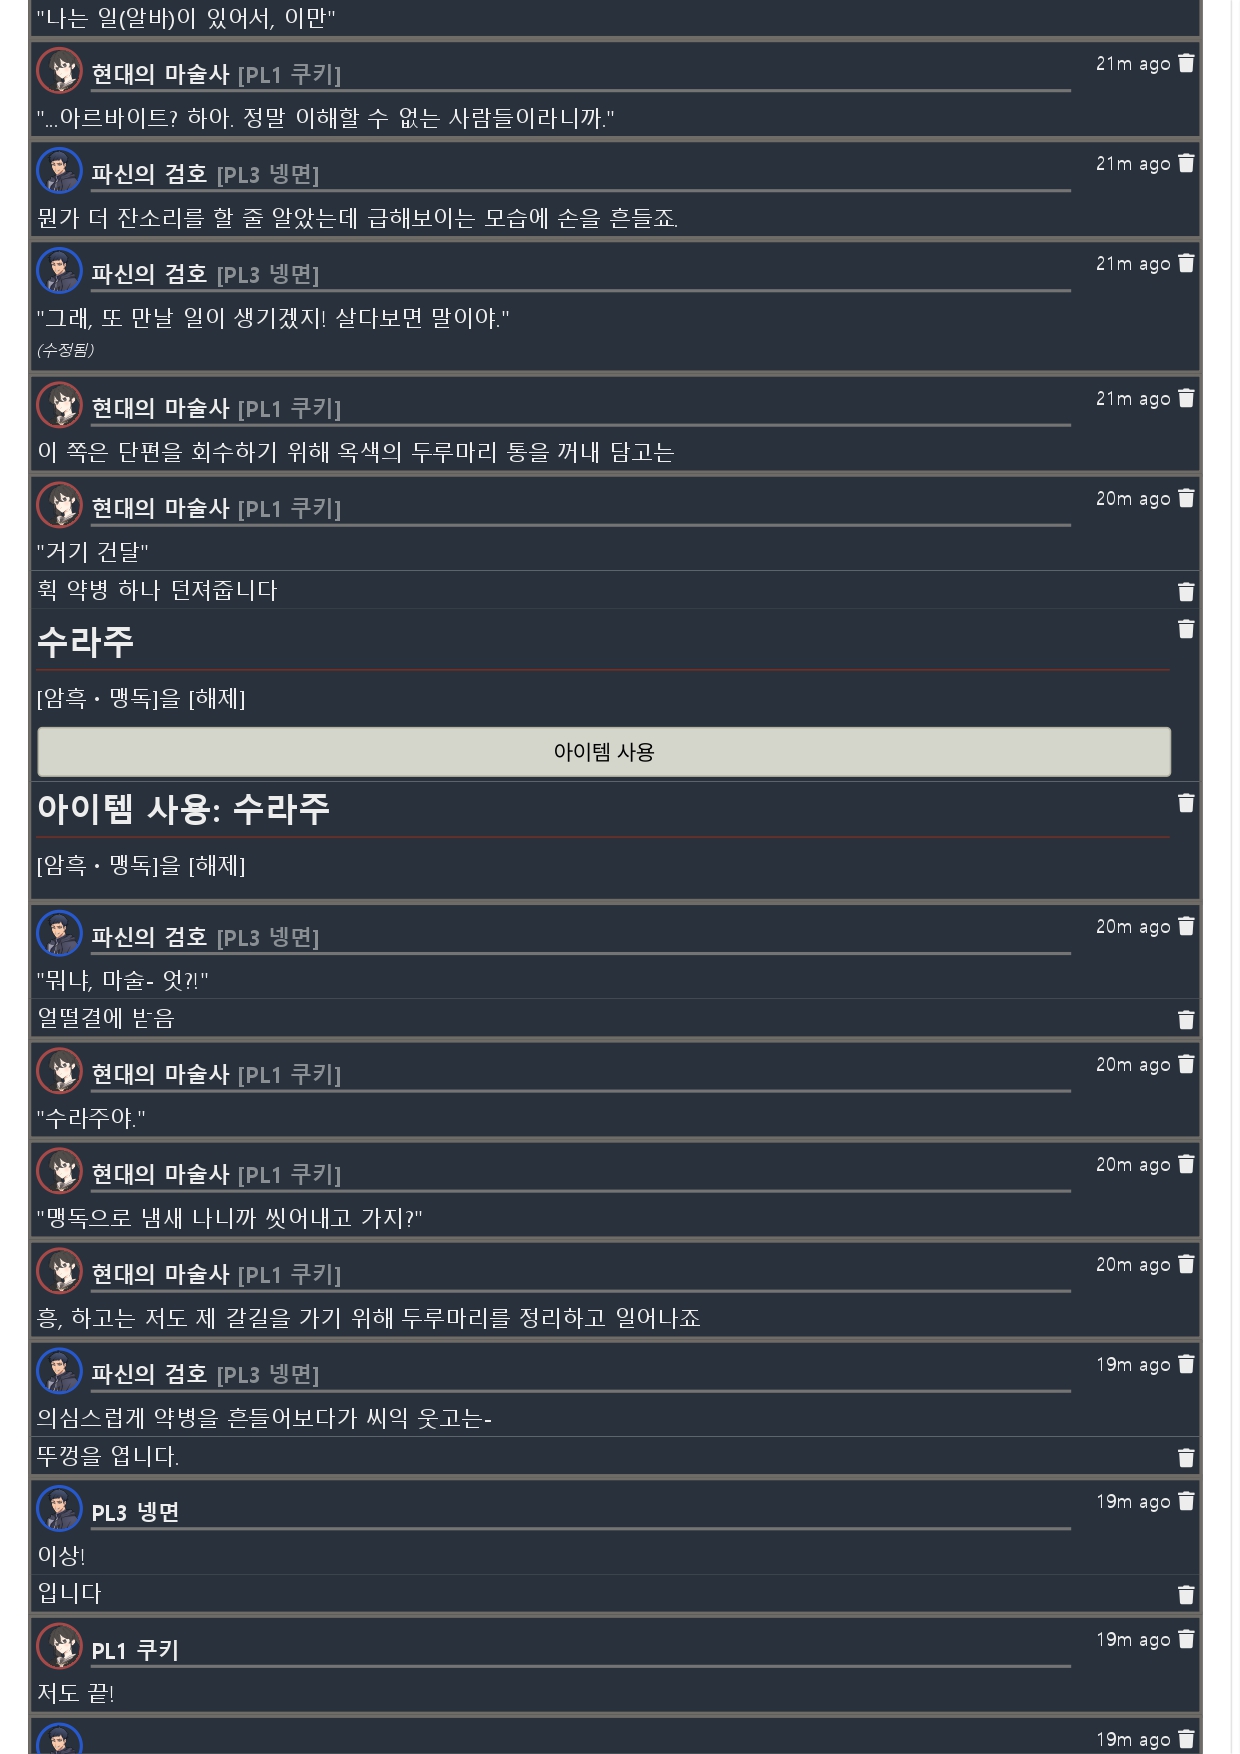 "나는 일(알바)이 있어서, 이만"
현대의 마술사 [PL1 쿠키]
21m ago
"...아르바이트? 하아. 정말 이해할 수 없는 사람들이라니까."
파신의 검호 [PL3 넹면]
21m ago
뭔가 더 잔소리를 할 줄 알았는데 급해보이는 모습에 손을 흔들죠.
파신의 검호 [PL3 넹면]
21m ago
"그래, 또 만날 일이 생기겠지! 살다보면 말이야."
(수정됨)
현대의 마술사 [PL1 쿠키]
21m ago
이 쪽은 단편을 회수하기 위해 옥색의 두루마리 통을 꺼내 담고는
현대의 마술사 [PL1 쿠키]
20m ago
"거기 건달"
휙 약병 하나 던져줍니다
수라주
[암흑·맹독]을 [해제]
아이템 사용
아이템 사용: 수라주
[암흑·맹독]을 [해제]
파신의 검호 [PL3 넹면]
20m ago
"뭐냐, 마술- 엇?!"
얼떨결에 받음
현대의 마술사 [PL1 쿠키]
20m ago
"수라주야."
현대의 마술사 [PL1 쿠키]
20m ago
"맹독으로 냄새 나니까 씻어내고 가지?"
현대의 마술사 [PL1 쿠키]
20m ago
흥, 하고는 저도 제 갈길을 가기 위해 두루마리를 정리하고 일어나죠
파신의 검호 [PL3 넹면]
19m ago
의심스럽게 약병을 흔들어보다가 씨익 웃고는-
뚜껑을 엽니다.
PL3 넹면
19m ago
이상!
입니다
PL1 쿠키
19m ago
저도 끝!
19m ago